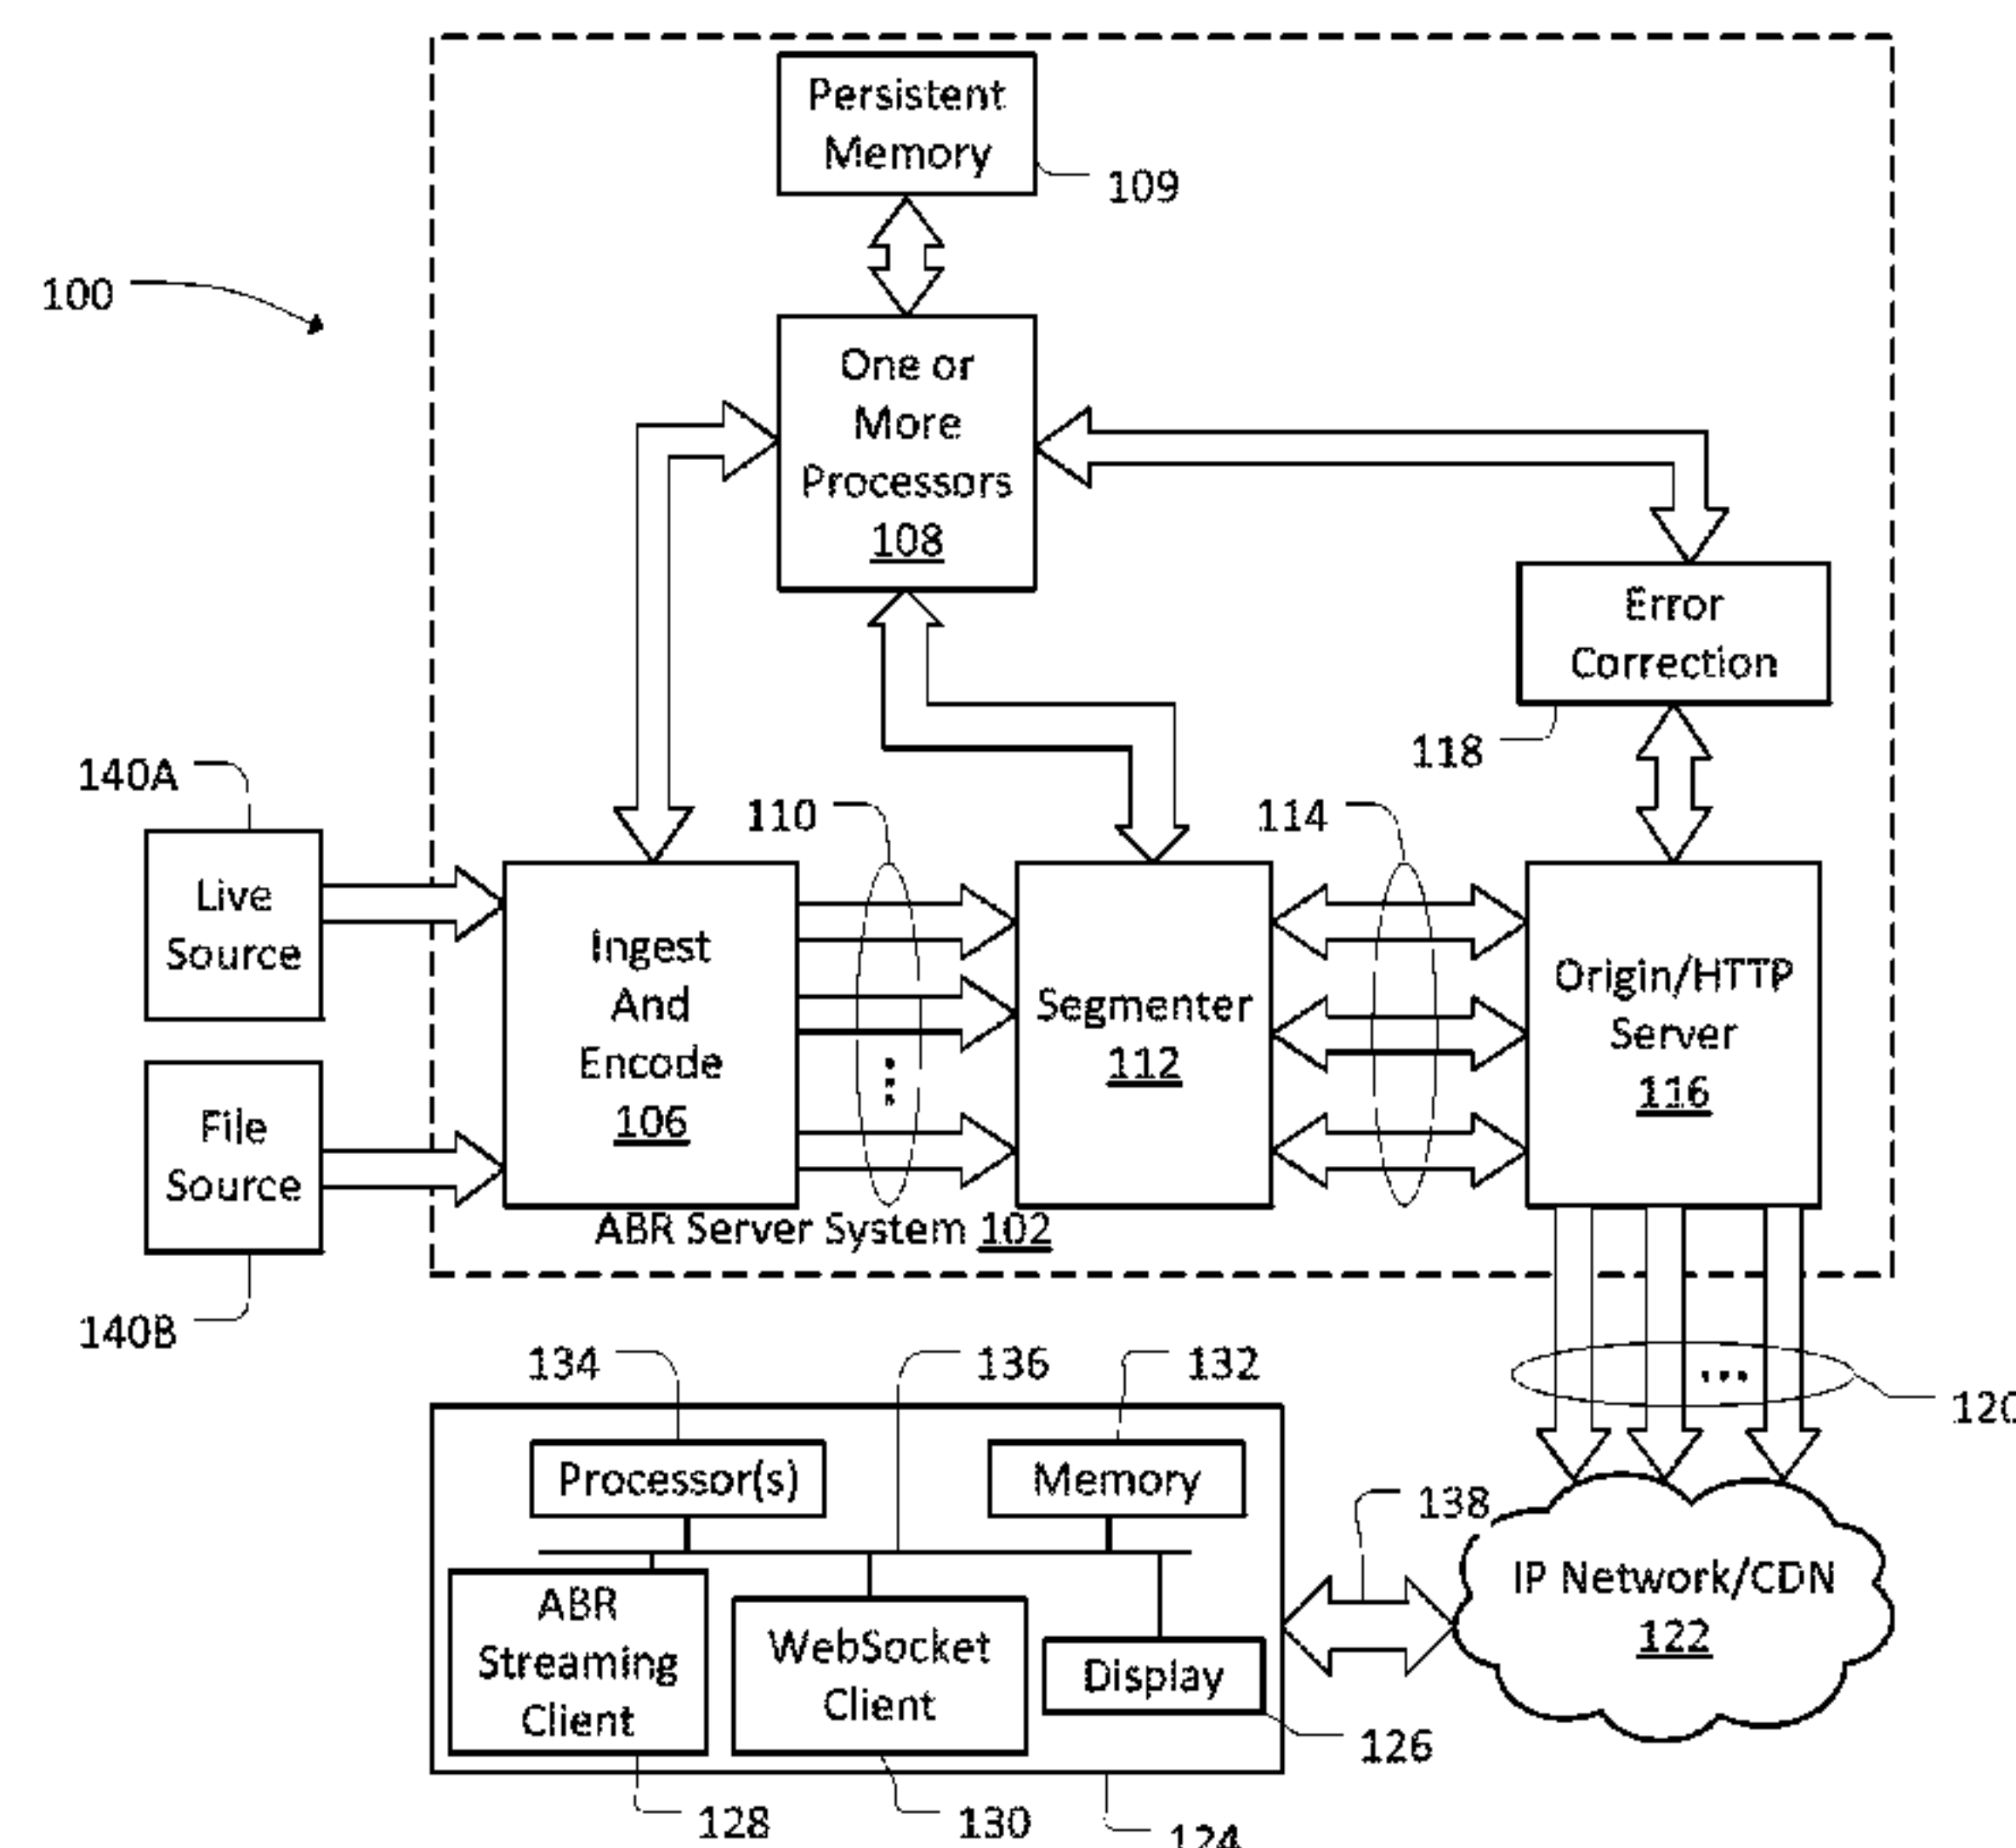 Persistent
Memory
109
100
One or
More
Processors
108
Error
Correction
118
140A
110
114
Live
Source
Ingest
And
Encode
106
Segmenter
112
Origin/HTTP
Server
116
File
Source
ABR Server System 102
140B
134
136
132
120
Processor(s)
Memory
138
ABR
Streaming
Client
WebSocket
Client
Display
IP Network/CDN
122
126
128
130
124